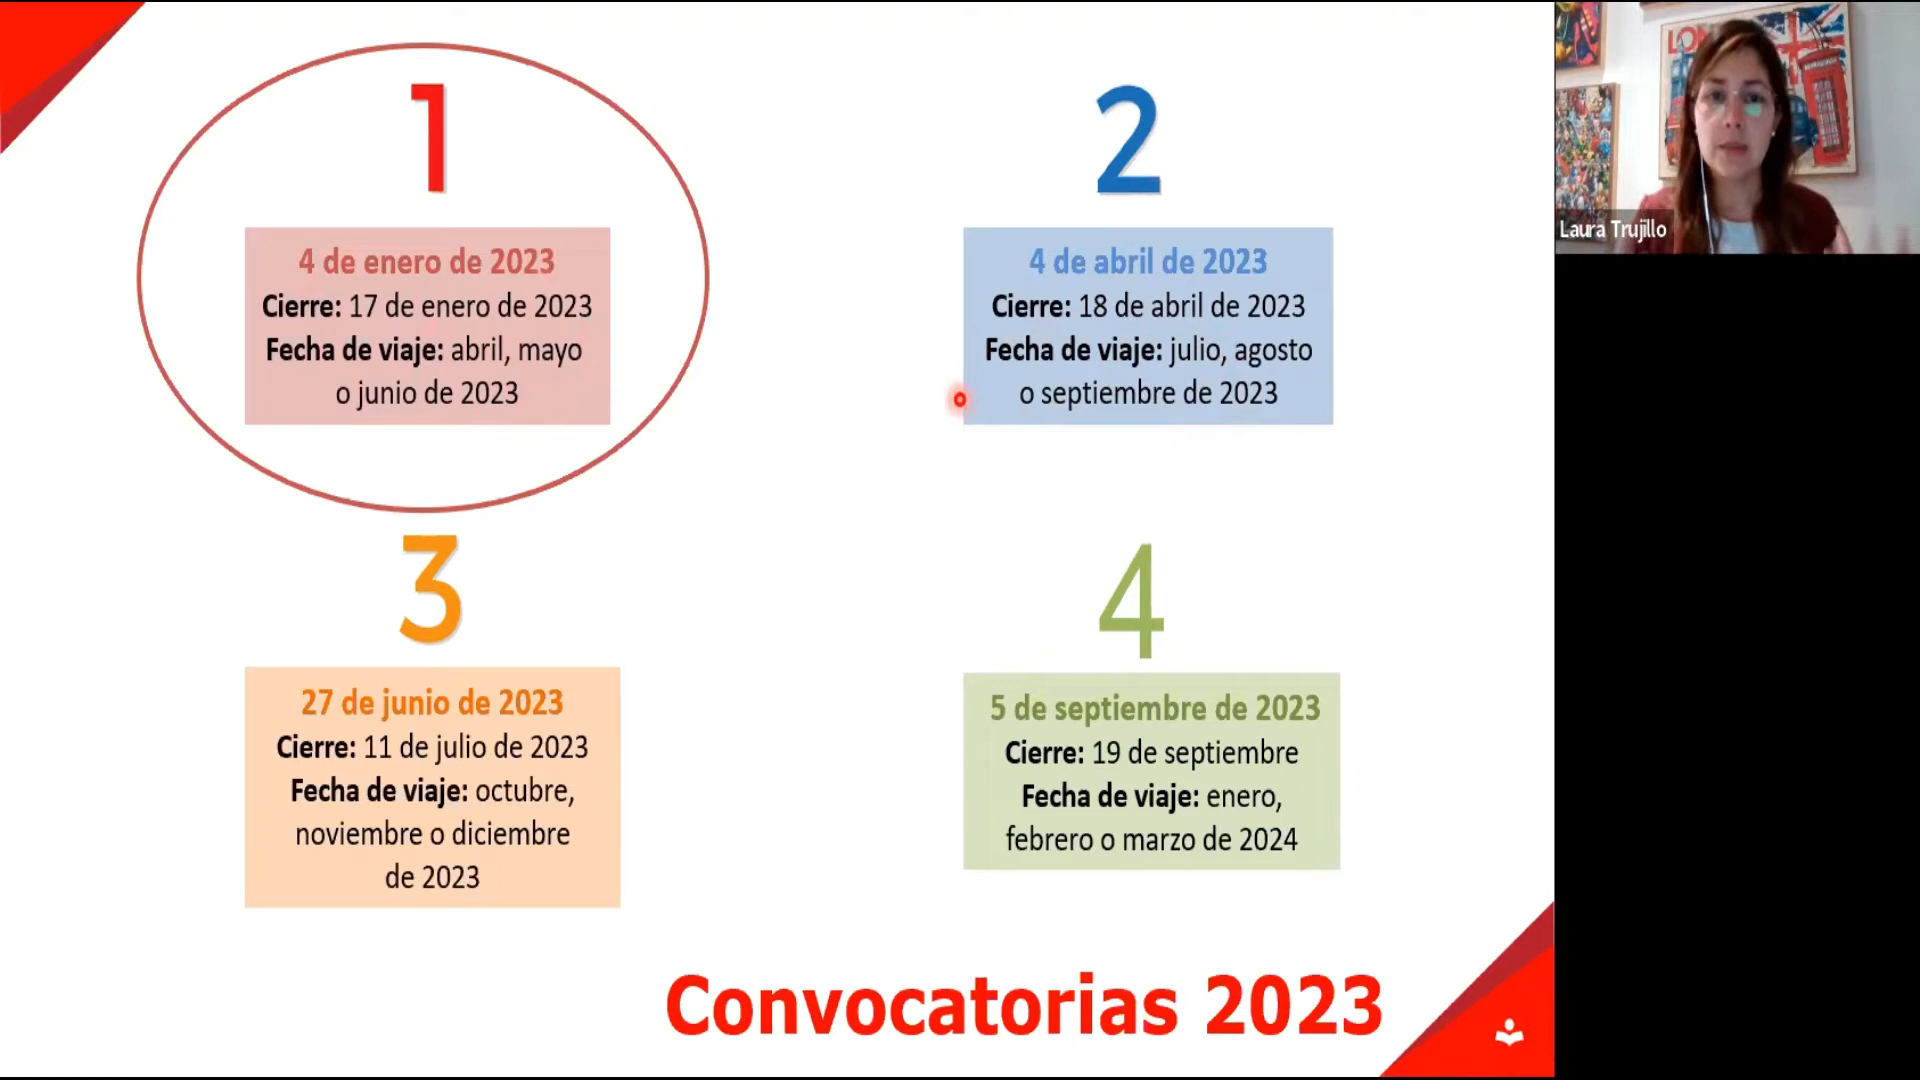 1
4 de enero de 2023
Cierre: 17 de enero de 2023
Fecha de viaje: abril, mayo
o junio de 2023
2
4 de abril de 2023
Cierre: 18 de abril de 2023
Fecha de viaje: julio, agosto
o septiembre de 2023
3
27 de junio de 2023
Cierre: 11 de julio de 2023
Fecha de viaje: octubre,
noviembre o diciembre
de 2023
4
5 de septiembre de 2023
Cierre: 19 de septiembre
Fecha de viaje: enero,
febrero o marzo de 2024
Convocatorias 2023
Laura Trujillo